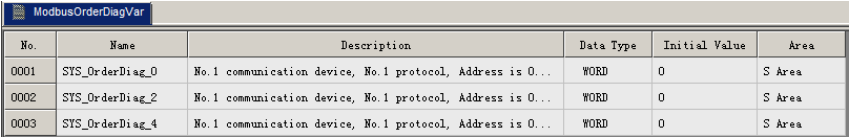 ModbusOrderDiagVar
No. Name Description Data Type Initial Value Area
0001 SYS_OrderDiag_0 No.1 communication device, No.1 protocol, Address is 0... WORD 0 S Area
0002 SYS_OrderDiag_2 No.1 communication device, No.1 protocol, Address is 0... WORD 0 S Area
0003 SYS_OrderDiag_4 No.1 communication device, No.1 protocol, Address is 0... WORD 0 S Area